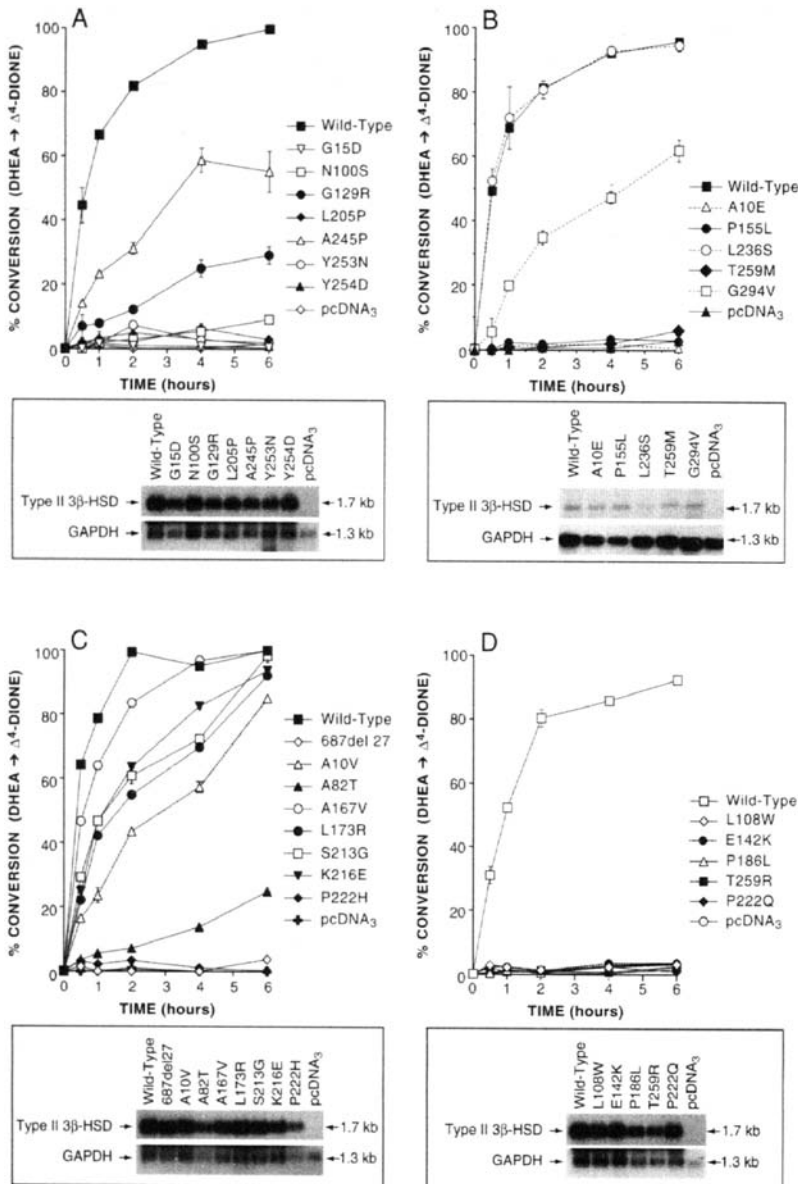 A
% CONVERSION (DHEA → Δ⁴-DIONE)
100
80
60
40
20
0
0 1 2 3 4 5 6
TIME (hours)
Wild-Type
G15D
N100S
G129R
L205P
A245P
Y253N
Y254D
pcDNA₃
Wild-Type G15D N100S G129R L205P A245P Y253N Y254D pcDNA₃
Type II 3β-HSD 1.7 kb
GAPDH 1.3 kb
B
% CONVERSION (DHEA → Δ⁴-DIONE)
100
80
60
40
20
0
0 1 2 3 4 5 6
TIME (hours)
Wild-Type
A10E
P155L
L236S
T259M
G294V
pcDNA₃
Wild-Type A10E P155L L236S T259M G294V pcDNA₃
Type II 3β-HSD 1.7 kb
GAPDH 1.3 kb
C
% CONVERSION (DHEA → Δ⁴-DIONE)
100
80
60
40
20
0
0 1 2 3 4 5 6
TIME (hours)
Wild-Type
687del 27
A10V
A82T
A167V
L173R
S213G
K216E
P222H
pcDNA₃
Wild-Type 687del27 A10V A82T A167V L173R S213G K216E P222H pcDNA₃
Type II 3β-HSD 1.7 kb
GAPDH 1.3 kb
D
% CONVERSION (DHEA → Δ⁴-DIONE)
100
80
60
40
20
0
0 1 2 3 4 5 6
TIME (hours)
Wild-Type
L108W
E142K
P186L
T259R
P222Q
pcDNA₃
Wild-Type L108W E142K P186L T259R P222Q pcDNA₃
Type II 3β-HSD 1.7 kb
GAPDH 1.3 kb